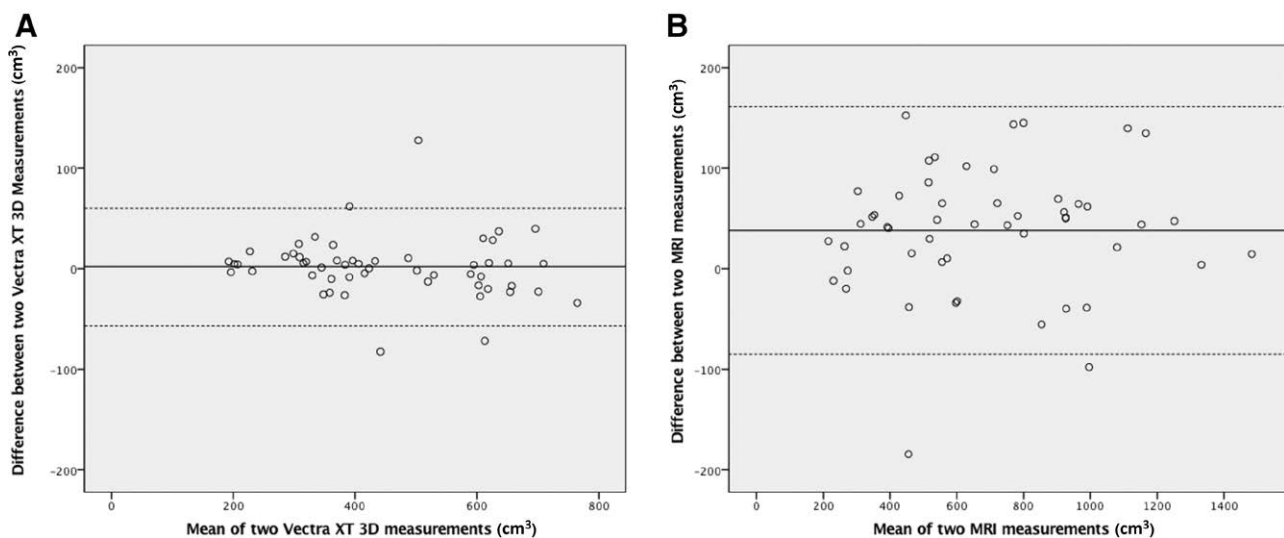 A
Difference between two Vectra XT 3D Measurements (cm³)
200
100
0
-100
-200
0 200 400 600 800
Mean of two Vectra XT 3D measurements (cm³)
B
Difference between two MRI measurements (cm³)
200
100
0
-100
-200
0 200 400 600 800 1000 1200 1400
Mean of two MRI measurements (cm³)